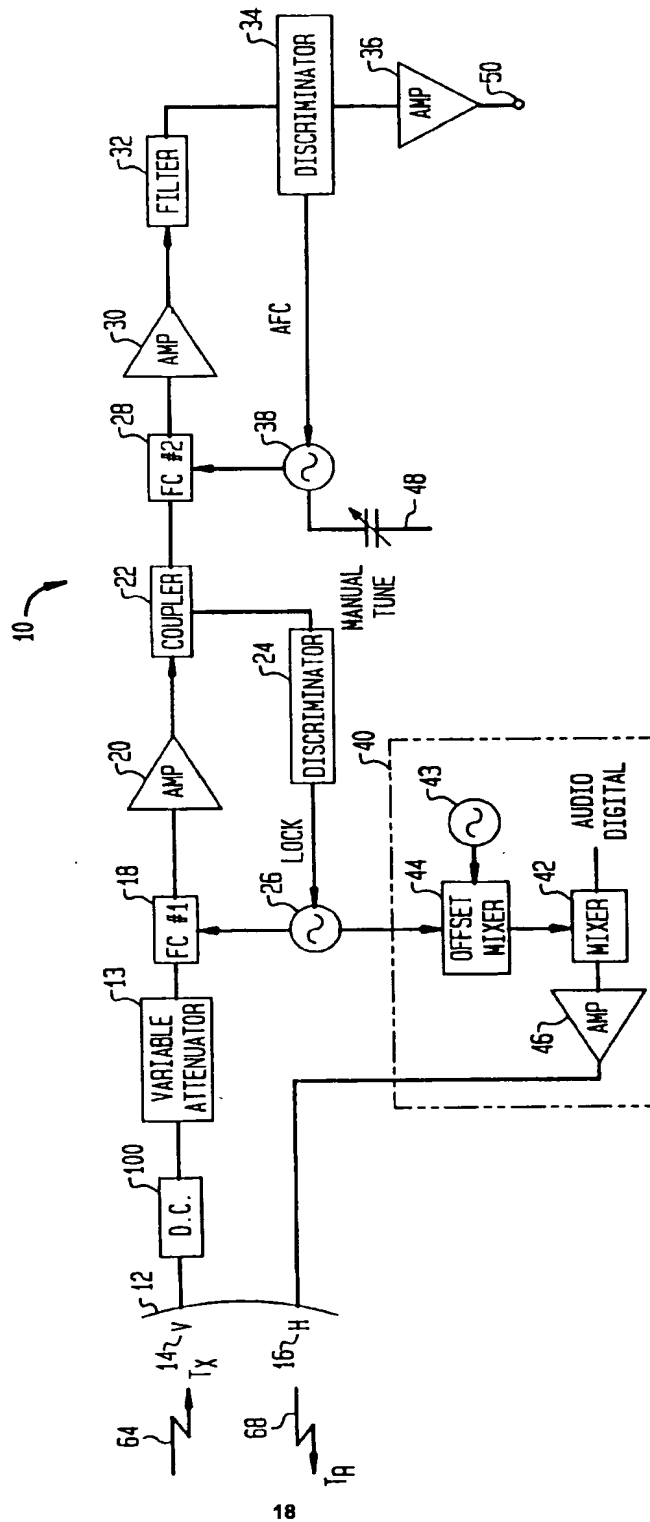 10
12
14
V
TX
64
16
H
68
TA
100
D.C.
13
VARIABLE
ATTENUATOR
18
FC #1
20
AMP
22
COUPLER
28
FC #2
30
AMP
32
FILTER
34
DISCRIMINATOR
36
AMP
50
AFC
38
48
MANUAL
TUNE
24
DISCRIMINATOR
LOCK
26
40
43
44
OFFSET
MIXER
42
MIXER
AUDIO
DIGITAL
46
AMP
18